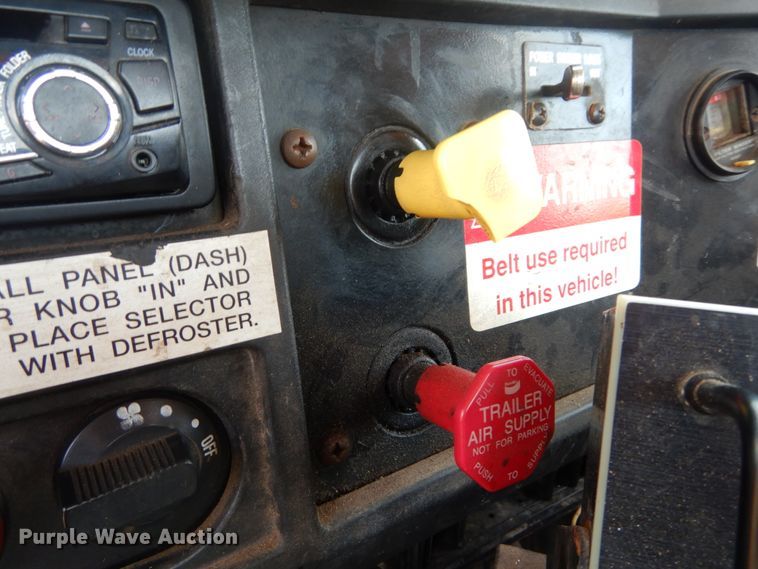 CLOCK
DISP
AUX
FOLDER
ALL PANEL (DASH)
R KNOB "IN" AND
PLACE SELECTOR
WITH DEFROSTER.
OFF
WARNING
Belt use required
in this vehicle!
PULL TO EVACUATE
TRAILER
AIR SUPPLY
NOT FOR PARKING
PUSH TO SUPPLY
Purple Wave Auction